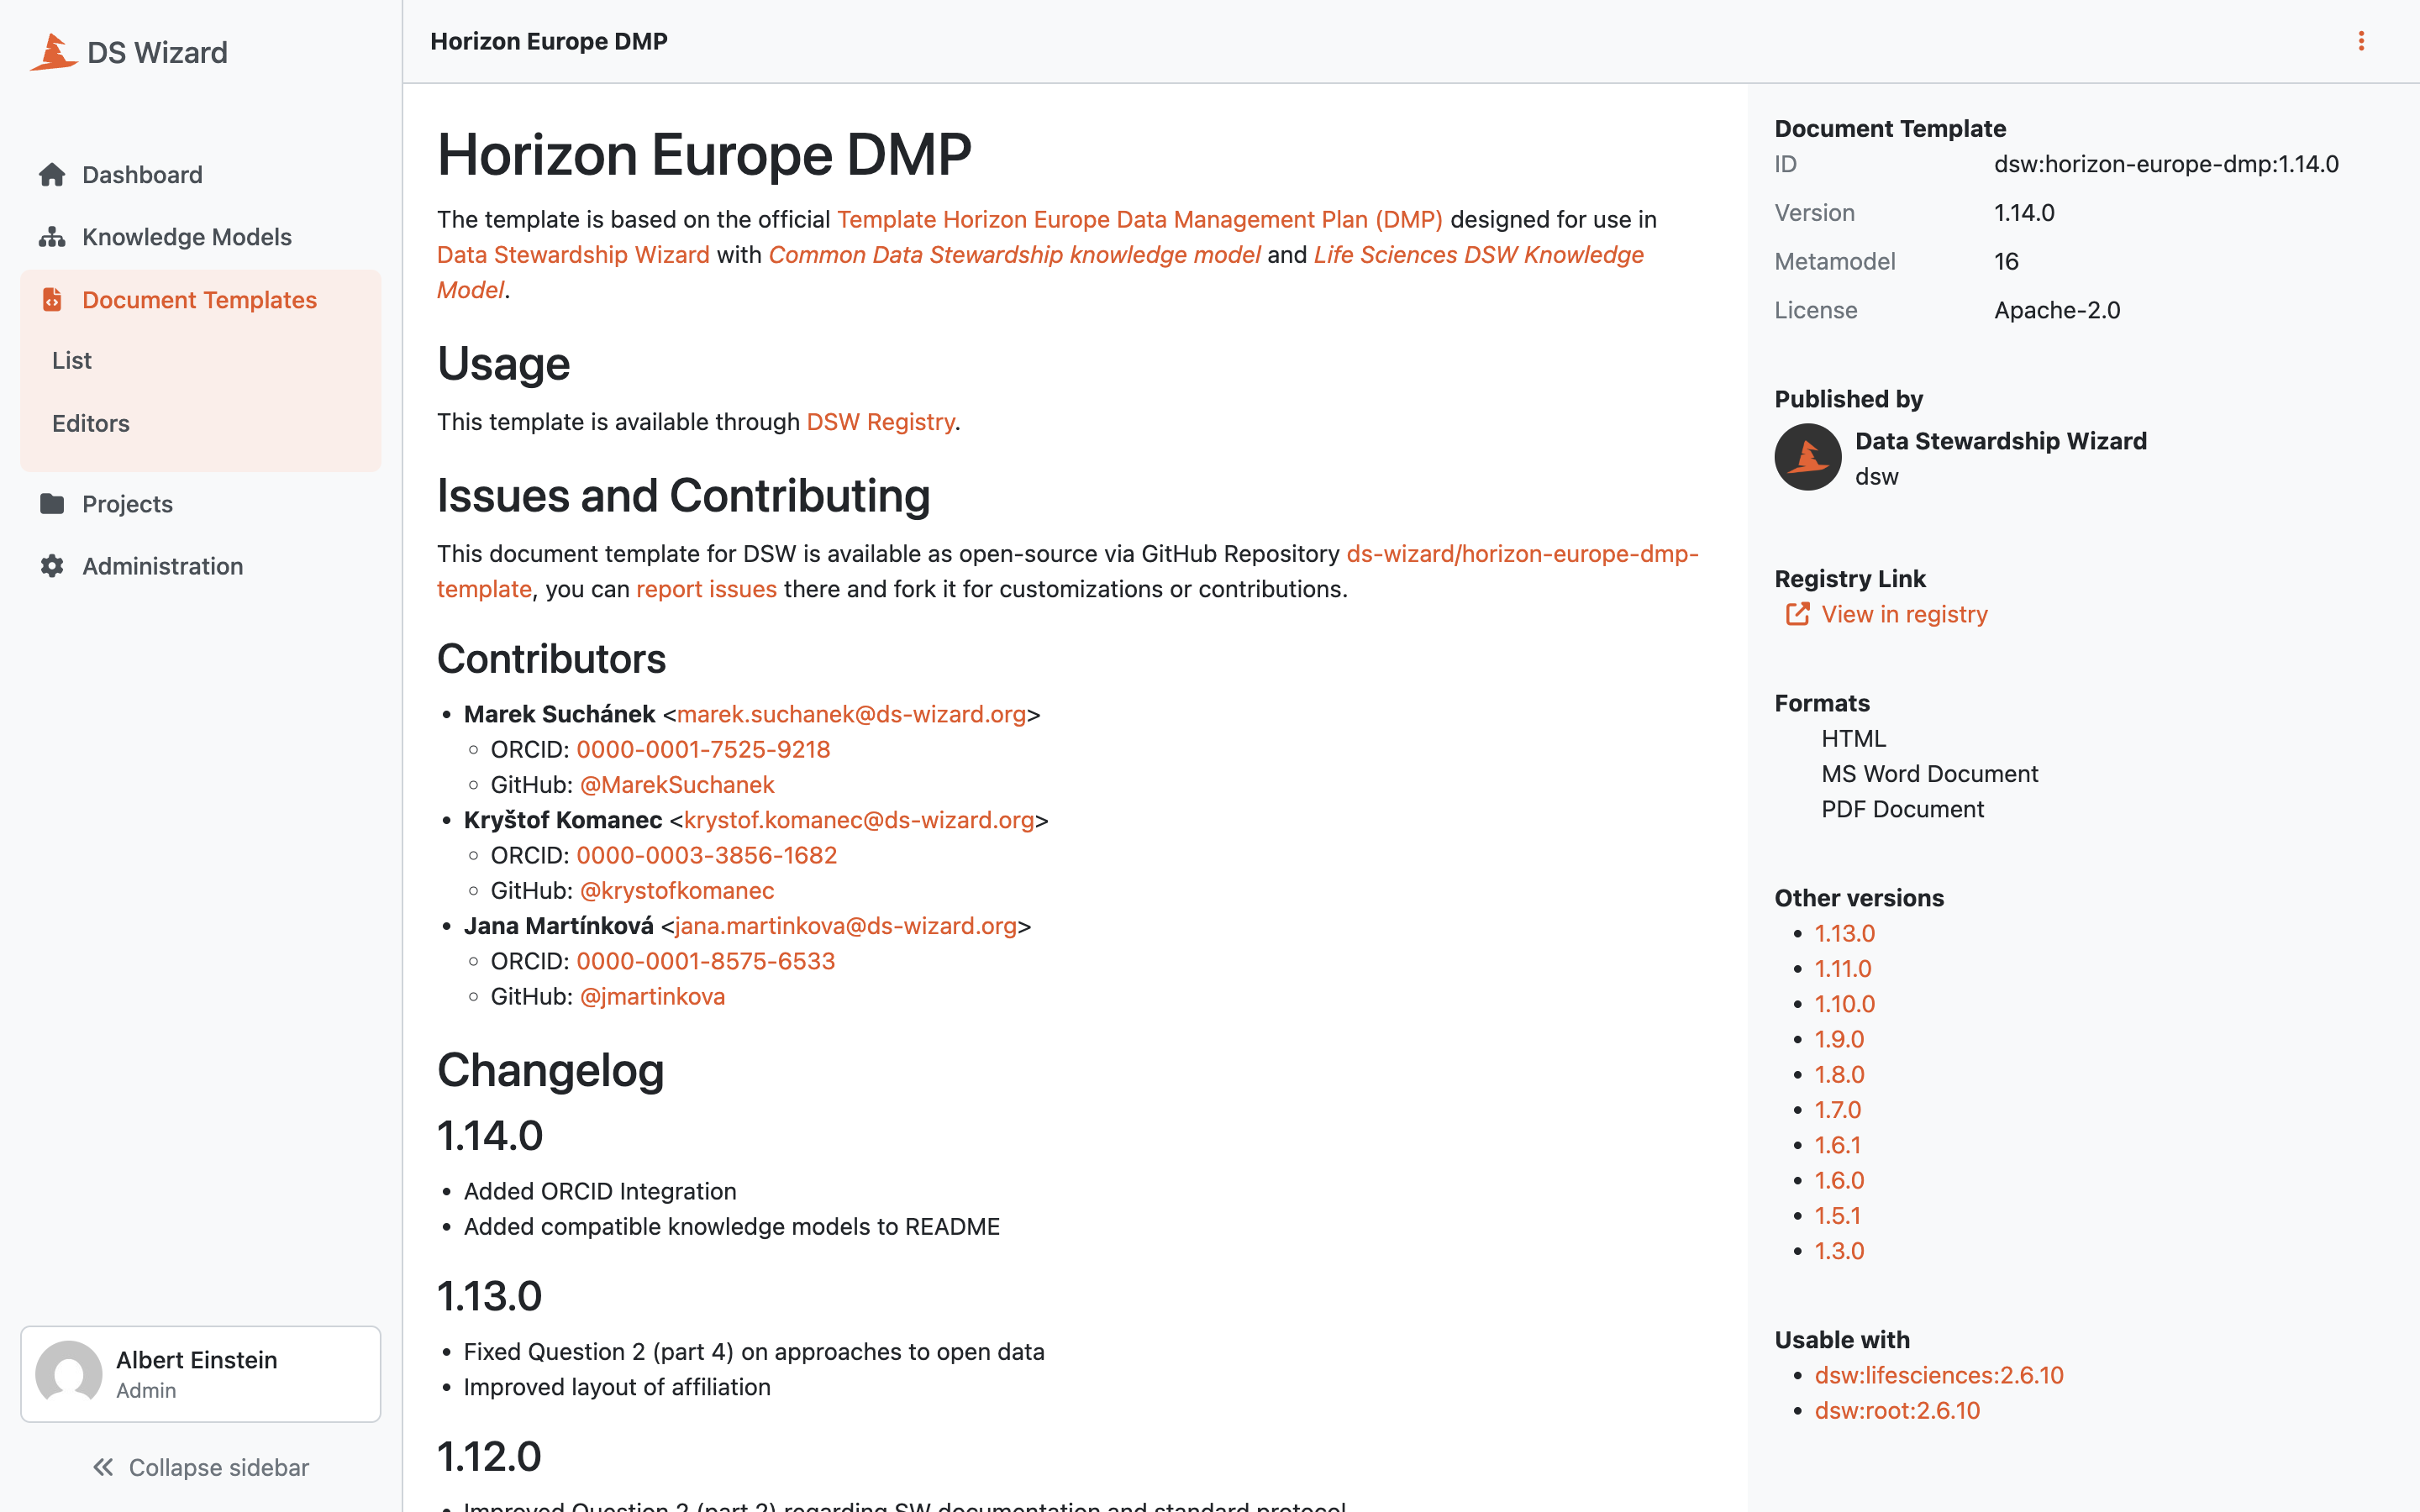 DS Wizard
Dashboard
Knowledge Models
Document Templates
List
Editors
Projects
Administration
Albert Einstein
Admin
Collapse sidebar
Horizon Europe DMP
Horizon Europe DMP
The template is based on the official Template Horizon Europe Data Management Plan (DMP) designed for use in
Data Stewardship Wizard with Common Data Stewardship knowledge model and Life Sciences DSW Knowledge
Model.
Usage
This template is available through DSW Registry.
Issues and Contributing
This document template for DSW is available as open-source via GitHub Repository ds-wizard/horizon-europe-dmp-
template, you can report issues there and fork it for customizations or contributions.
Contributors
• Marek Suchánek <marek.suchanek@ds-wizard.org>
◦ ORCID: 0000-0001-7525-9218
◦ GitHub: @MarekSuchanek
• Kryštof Komanec <krystof.komanec@ds-wizard.org>
◦ ORCID: 0000-0003-3856-1682
◦ GitHub: @krystofkomanec
• Jana Martínková <jana.martinkova@ds-wizard.org>
◦ ORCID: 0000-0001-8575-6533
◦ GitHub: @jmartinkova
Changelog
1.14.0
• Added ORCID Integration
• Added compatible knowledge models to README
1.13.0
• Fixed Question 2 (part 4) on approaches to open data
• Improved layout of affiliation
1.12.0
• Improved Question 2 (part 2) regarding SW documentation and standard protocol
Document Template
ID dsw:horizon-europe-dmp:1.14.0
Version 1.14.0
Metamodel 16
License Apache-2.0
Published by
Data Stewardship Wizard
dsw
Registry Link
View in registry
Formats
HTML
MS Word Document
PDF Document
Other versions
• 1.13.0
• 1.11.0
• 1.10.0
• 1.9.0
• 1.8.0
• 1.7.0
• 1.6.1
• 1.6.0
• 1.5.1
• 1.3.0
Usable with
• dsw:lifesciences:2.6.10
• dsw:root:2.6.10